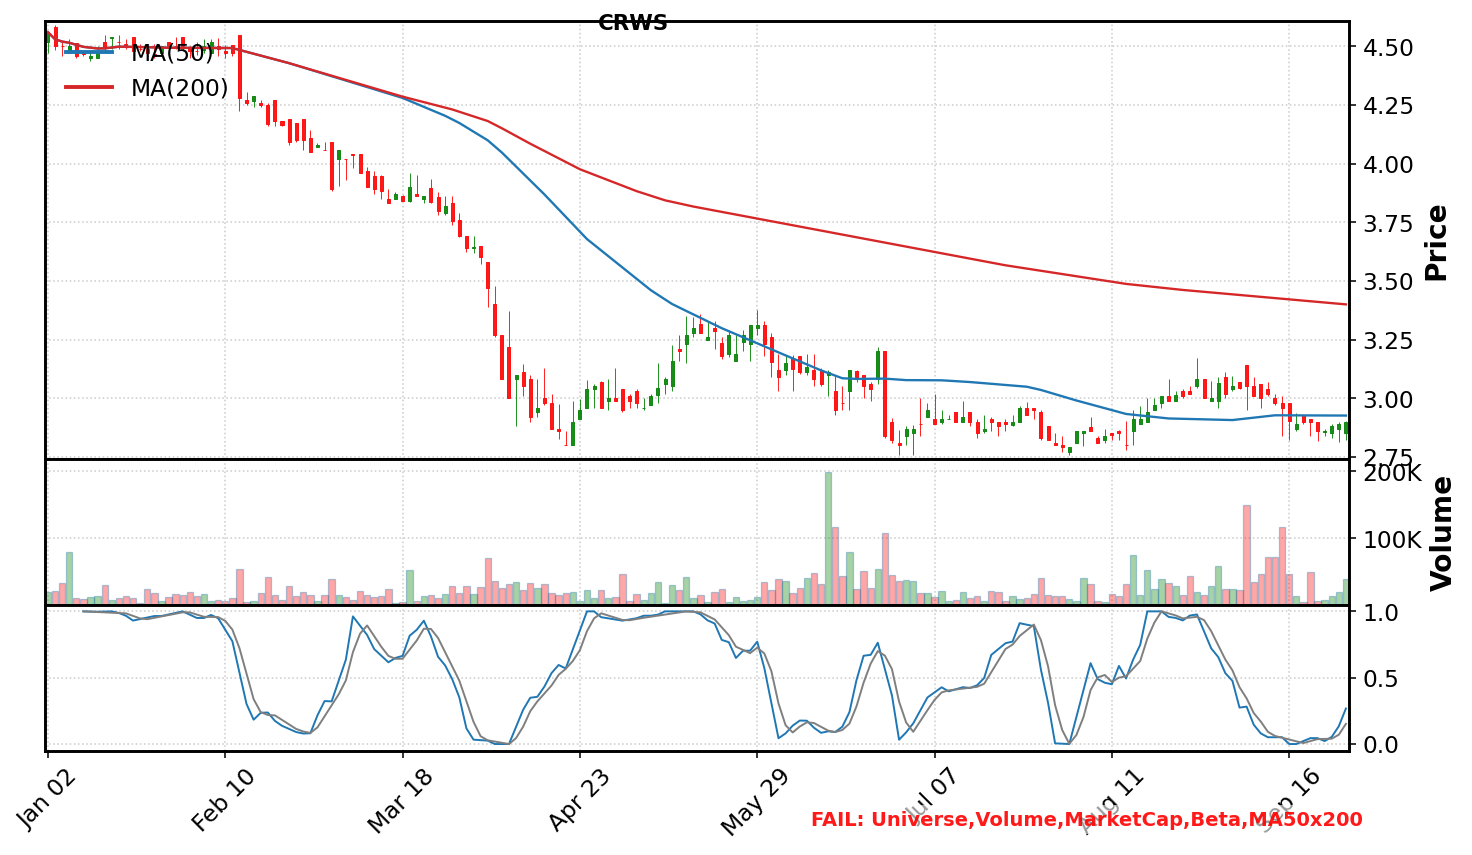 CRWS
MA(50)
MA(200)
4.50
4.25
4.00
3.75
3.50
3.25
3.00
2.75
Price
200K
100K
Volume
1.0
0.5
0.0
Jan 02
Feb 10
Mar 18
Apr 23
May 29
Jul 07
Aug 11
Sep 16
FAIL: Universe,Volume,MarketCap,Beta,MA50x200